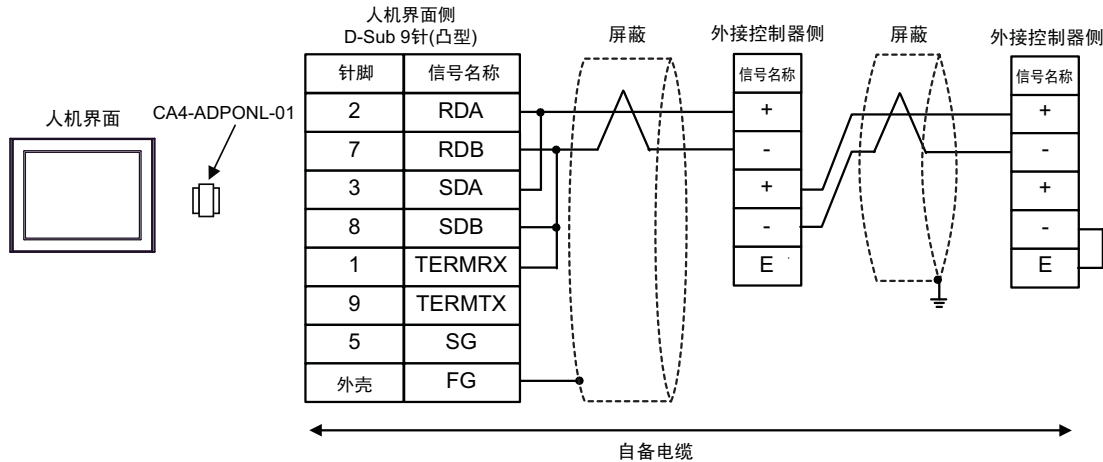 人机界面侧
D-Sub 9针(凸型)
屏蔽
外接控制器侧
屏蔽
外接控制器侧
人机界面
CA4-ADPONL-01
针脚 信号名称
2 RDA
7 RDB
3 SDA
8 SDB
1 TERMRX
9 TERMTX
5 SG
外壳 FG
信号名称
+
-
+
-
E
信号名称
+
-
+
-
E
自备电缆